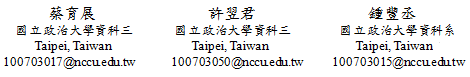 蔡育展 許翌君 鍾豐丞
國立政治大學資科三 國立政治大學資科三 國立政治大學資科系
Taipei, Taiwan Taipei, Taiwan Taipei, Taiwan
100703017@nccu.edu.tw 100703050@nccu.edu.tw 100703015@nccu.edu.tw